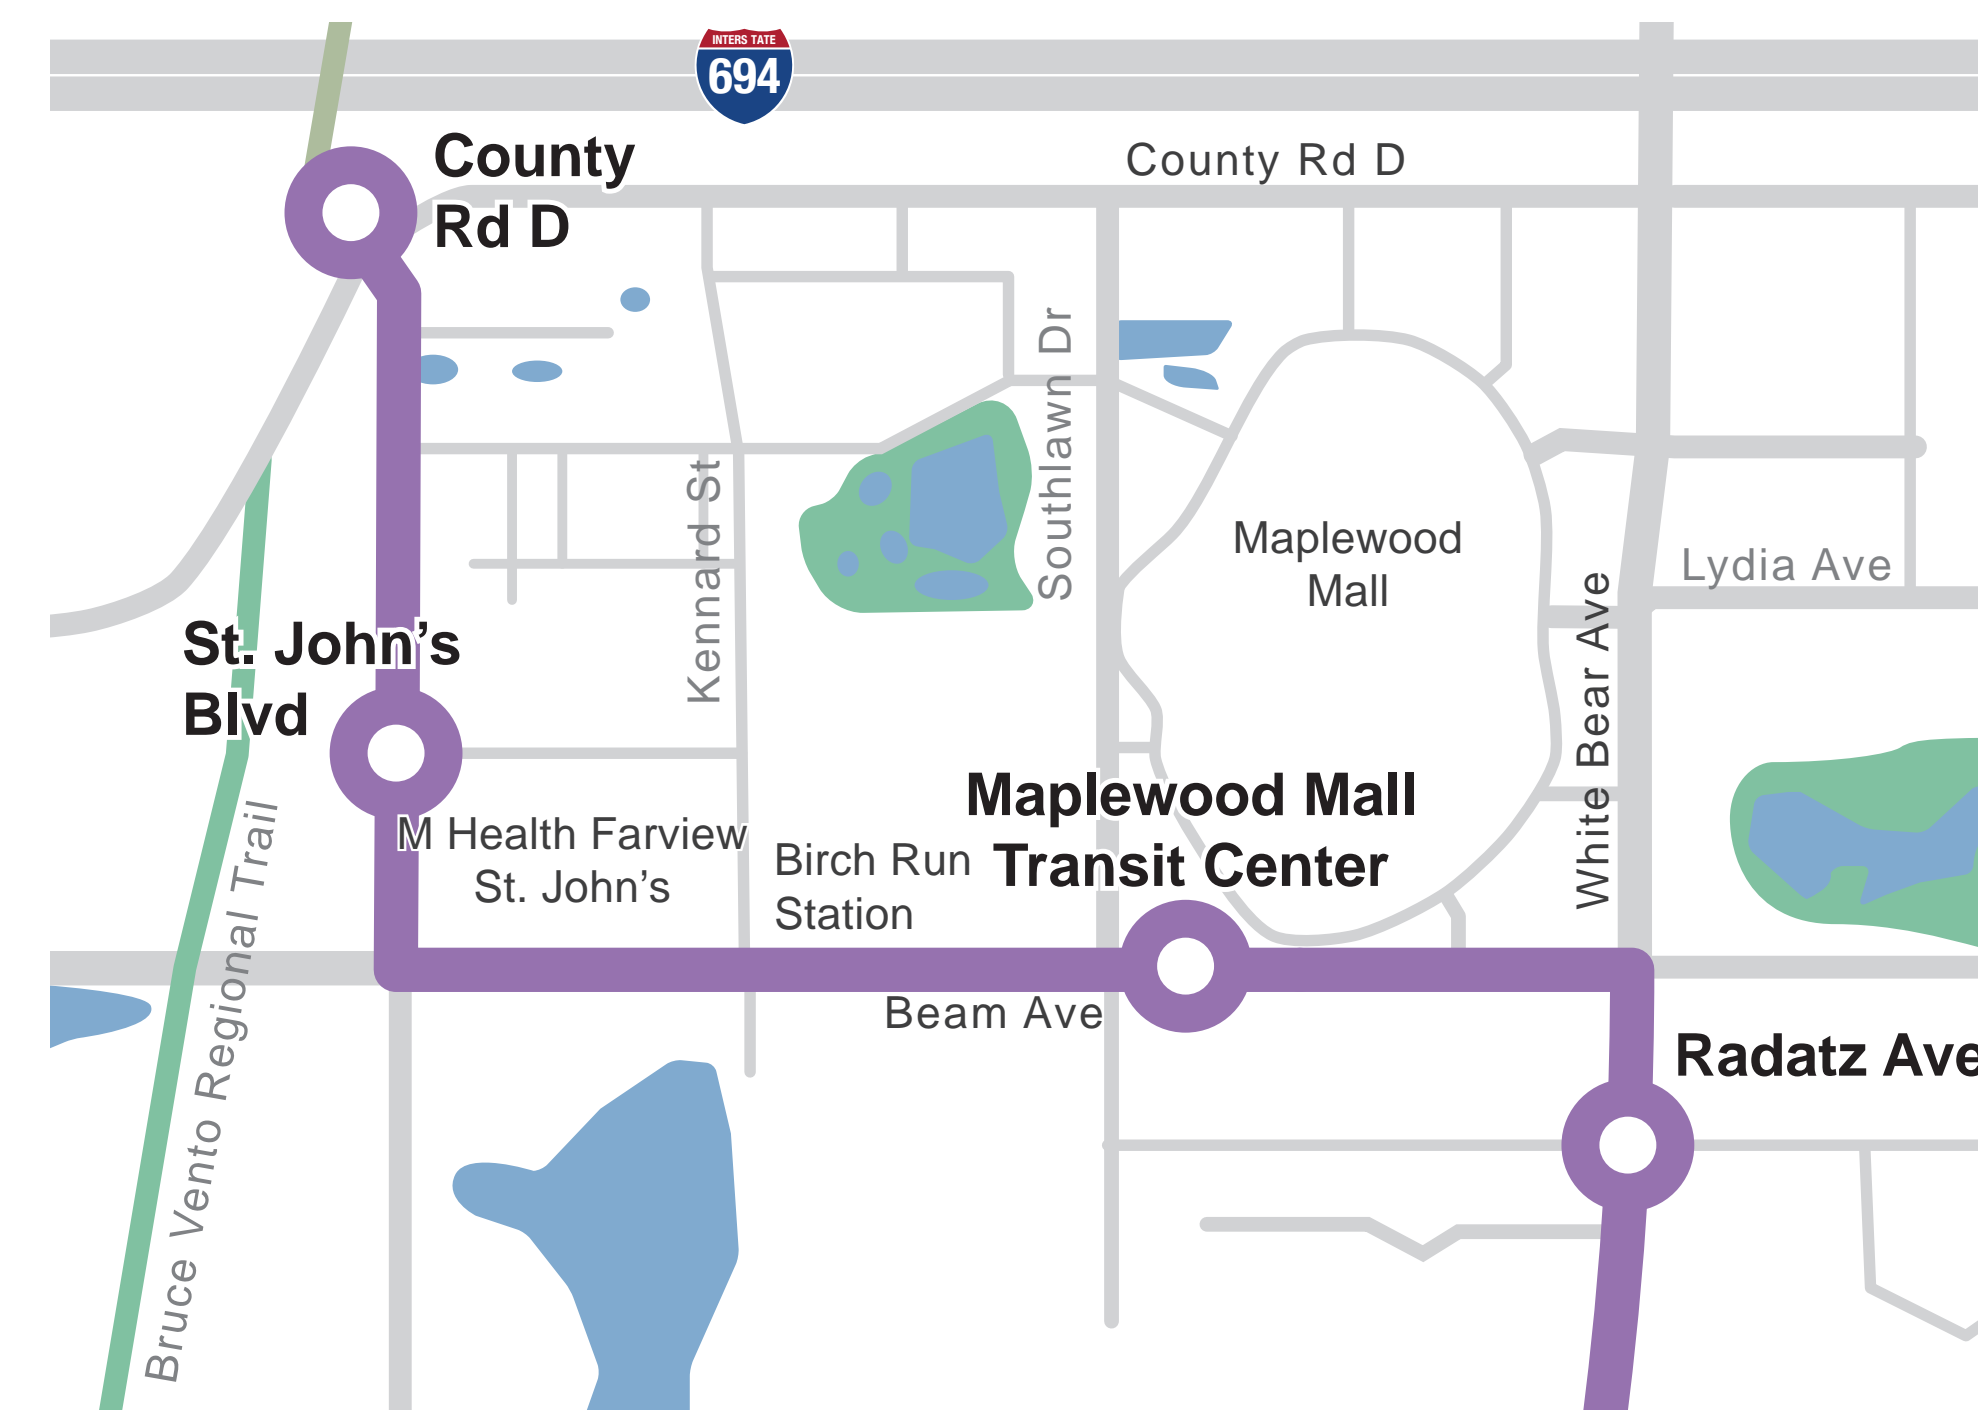 INTERSTATE
694
County
Rd D
County Rd D
Southlawn Dr
Kennard St
Maplewood
Mall
Lydia Ave
White Bear Ave
St. John's
Blvd
Maplewood Mall
Transit Center
M Health Farview
St. John's
Birch Run
Station
Bruce Vento Regional Trail
Beam Ave
Radatz Ave